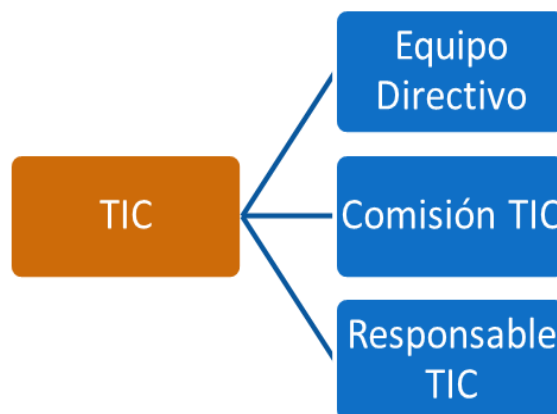 Equipo
Directivo
TIC
Comisión TIC
Responsable
TIC